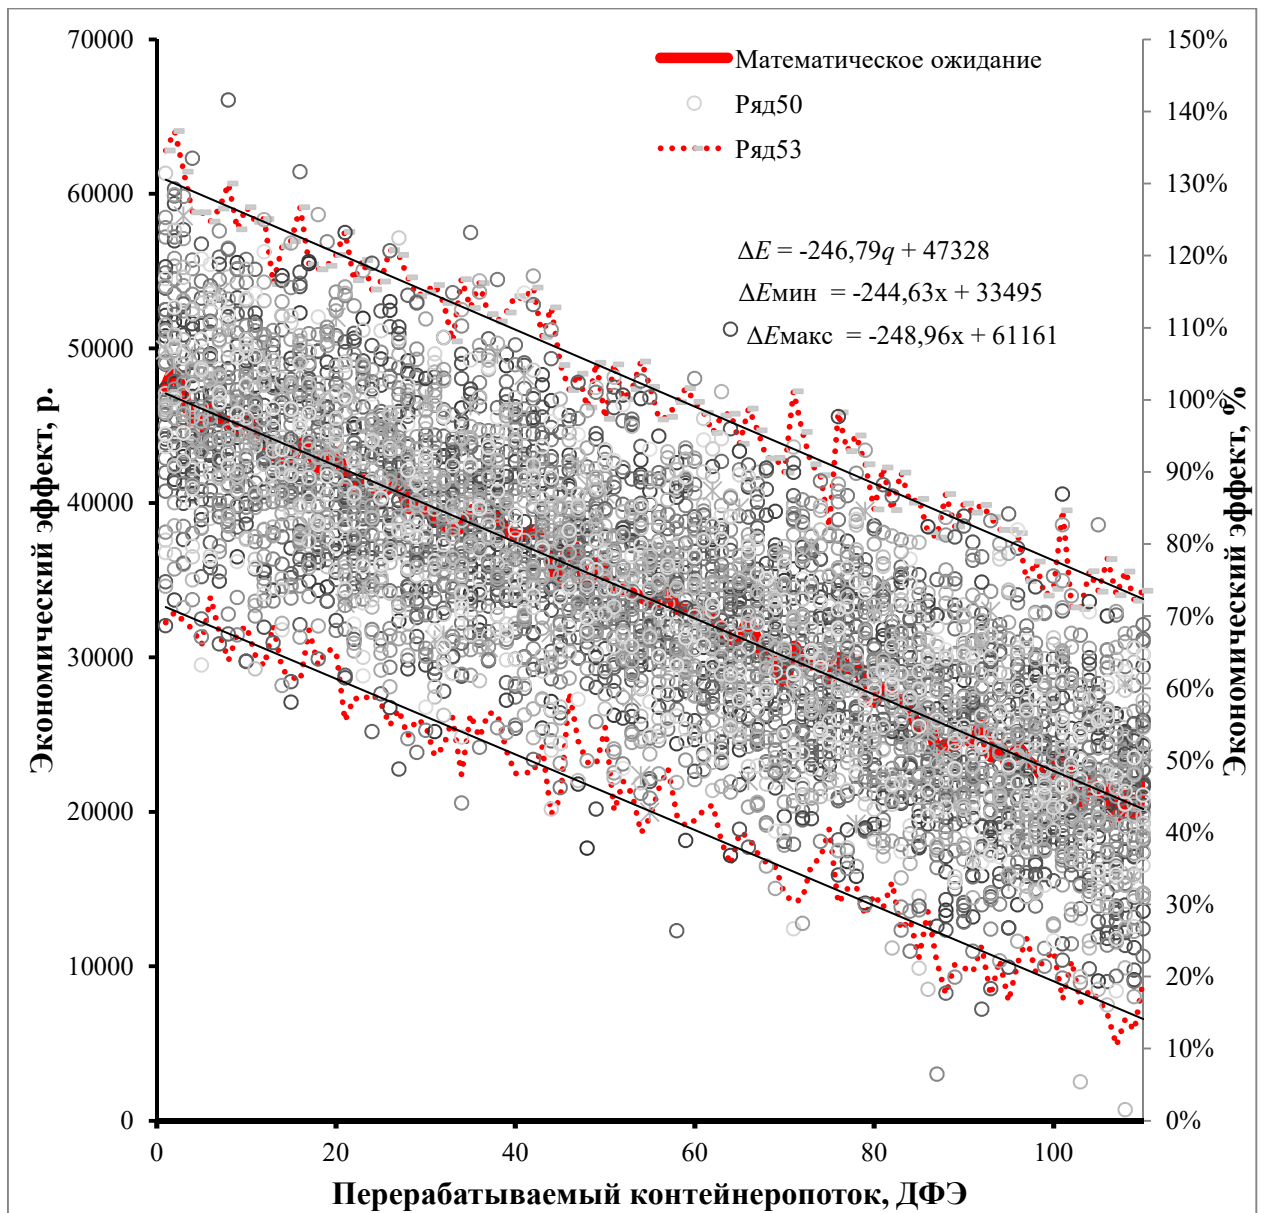 70000
60000
50000
40000
30000
20000
10000
0
Экономический эффект, р.
Математическое ожидание
Ряд50
Ряд53
ΔE = -246,79q + 47328
ΔEмин = -244,63x + 33495
ΔEмакс = -248,96x + 61161
150%
140%
130%
120%
110%
100%
90%
80%
70%
60%
50%
40%
30%
20%
10%
0%
Экономический эффект, %
0 20 40 60 80 100
Перерабатываемый контейнеропоток, ДФЭ